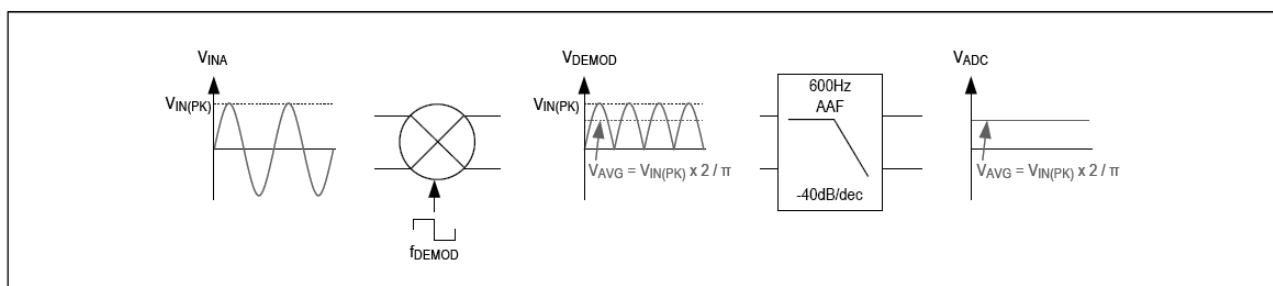 VINA
VIN(PK)
fDEMOD
VDEMOD
VIN(PK)
VAVG = VIN(PK) x 2 / π
600Hz
AAF
-40dB/dec
VADC
VAVG = VIN(PK) x 2 / π